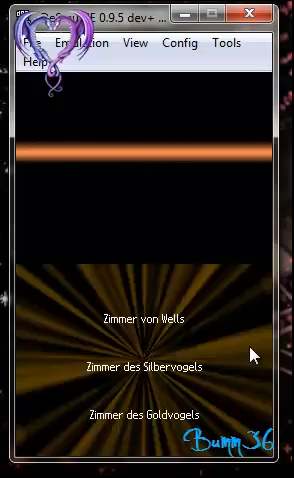 DeSmuME 0.9.5 dev+ ...
File Emulation View Config Tools
Help
Zimmer von Wells
Zimmer des Silbervogels
Zimmer des Goldvogels
Bumm36